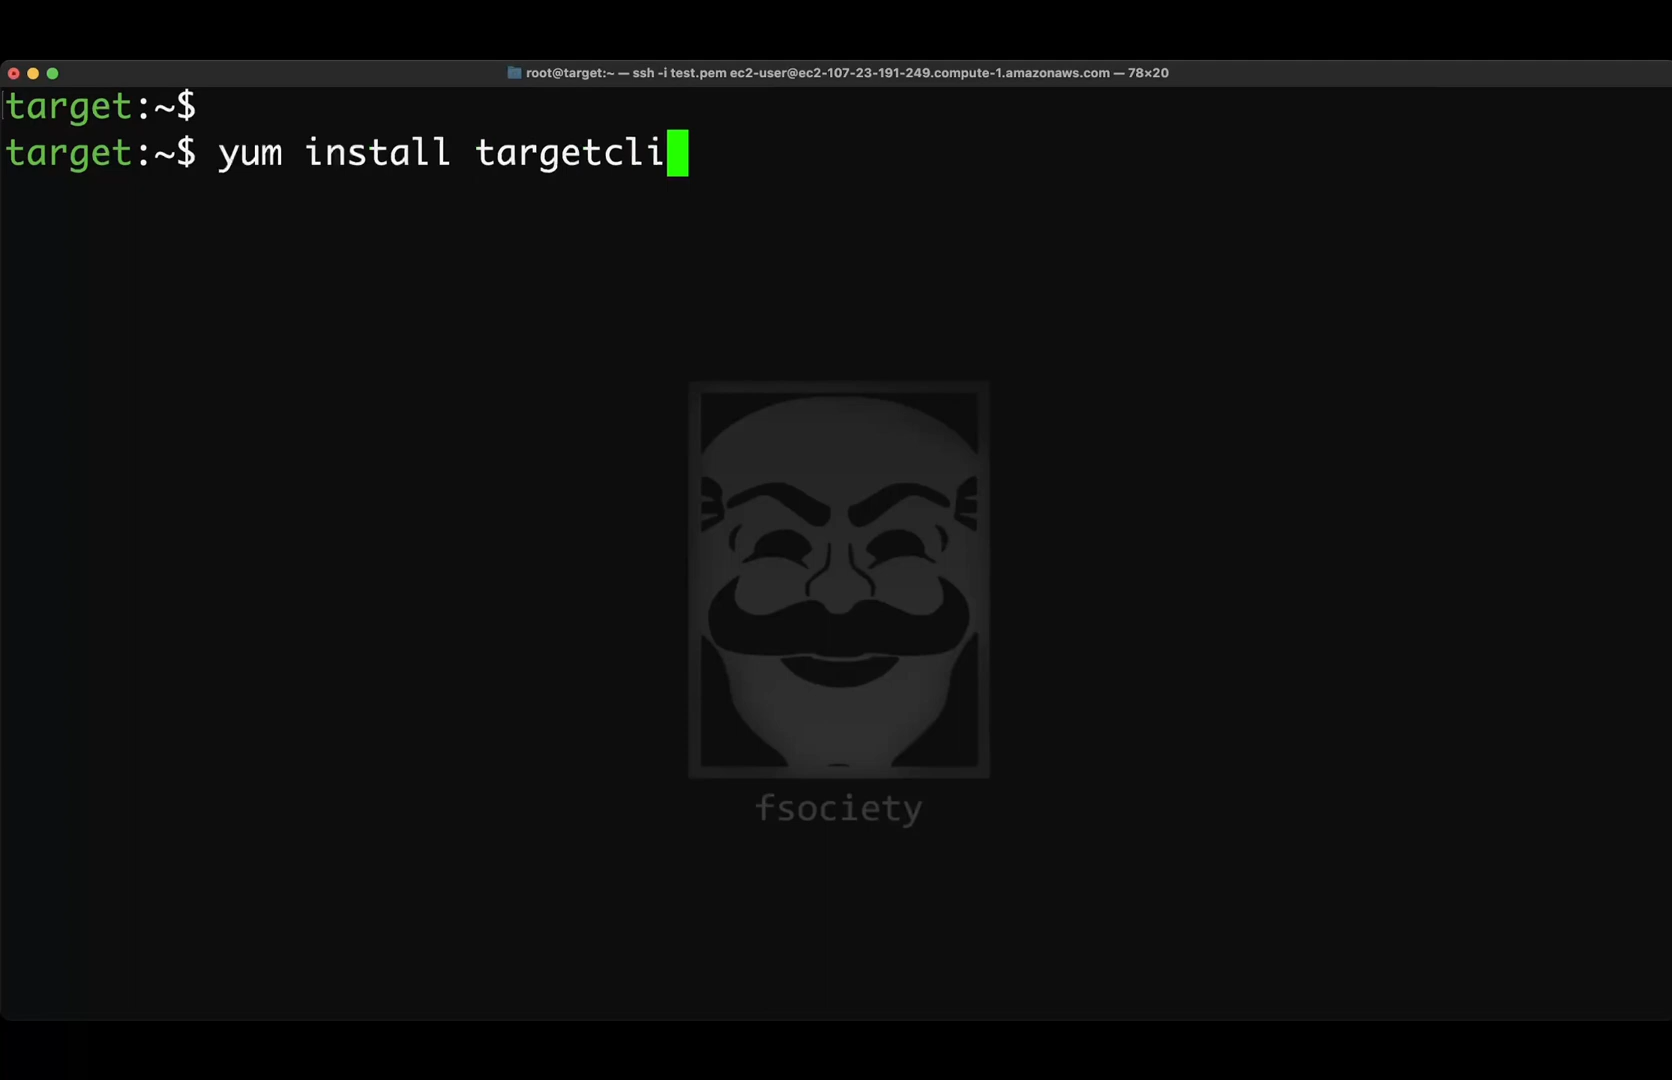 root@target:~ — ssh -i test.pem ec2-user@ec2-107-23-191-249.compute-1.amazonaws.com — 78×20
target:~$
target:~$ yum install targetcli
fsociety